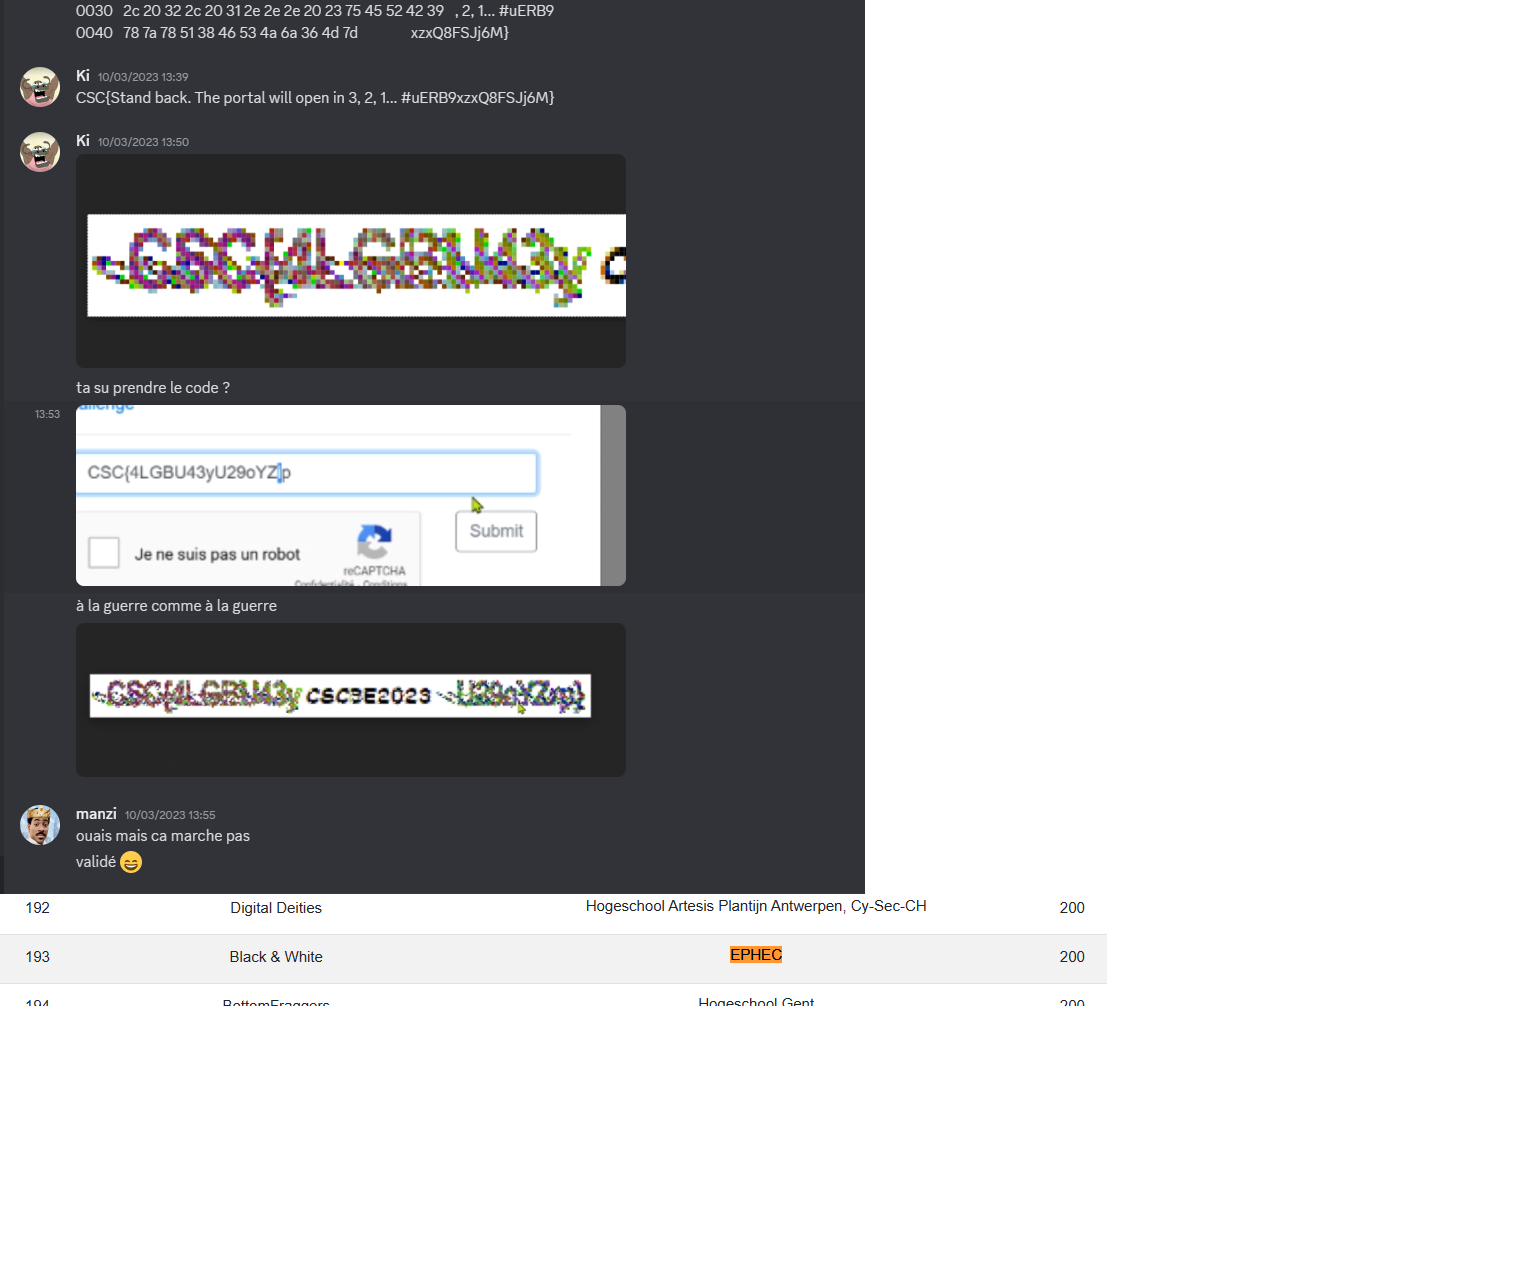 0030 2c 20 32 2c 20 31 2e 2e 2e 20 23 75 45 52 42 39 , 2, 1... #uERB9
0040 78 7a 78 51 38 46 53 4a 6a 36 4d 7d xzxQ8FSJj6M}
Ki 10/03/2023 13:39
CSC{Stand back. The portal will open in 3, 2, 1... #uERB9xzxQ8FSJj6M}
Ki 10/03/2023 13:50
~CSC{4LGBU43y
ta su prendre le code ?
13:53
allenge
CSC{4LGBU43yU29oYZ p
Je ne suis pas un robot
reCAPTCHA
Confidentialité - Conditions
Submit
à la guerre comme à la guerre
~CSC{4LGBU43y CSCBE2023
manzi 10/03/2023 13:55
ouais mais ca marche pas
validé 😄
192 Digital Deities Hogeschool Artesis Plantijn Antwerpen, Cy-Sec-CH 200
193 Black & White EPHEC 200
194 BottomFraggers Hogeschool Gent 200